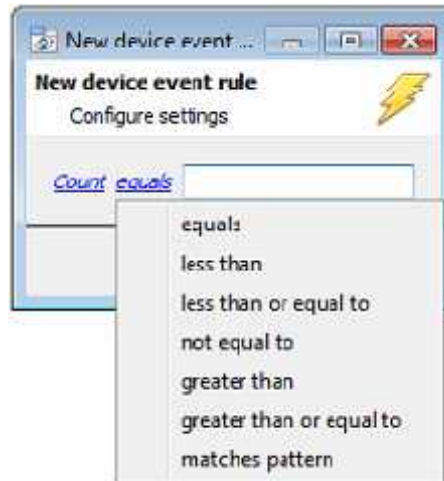 New device event ...
New device event rule
Configure settings
Count equals
equals
less than
less than or equal to
not equal to
greater than
greater than or equal to
matches pattern